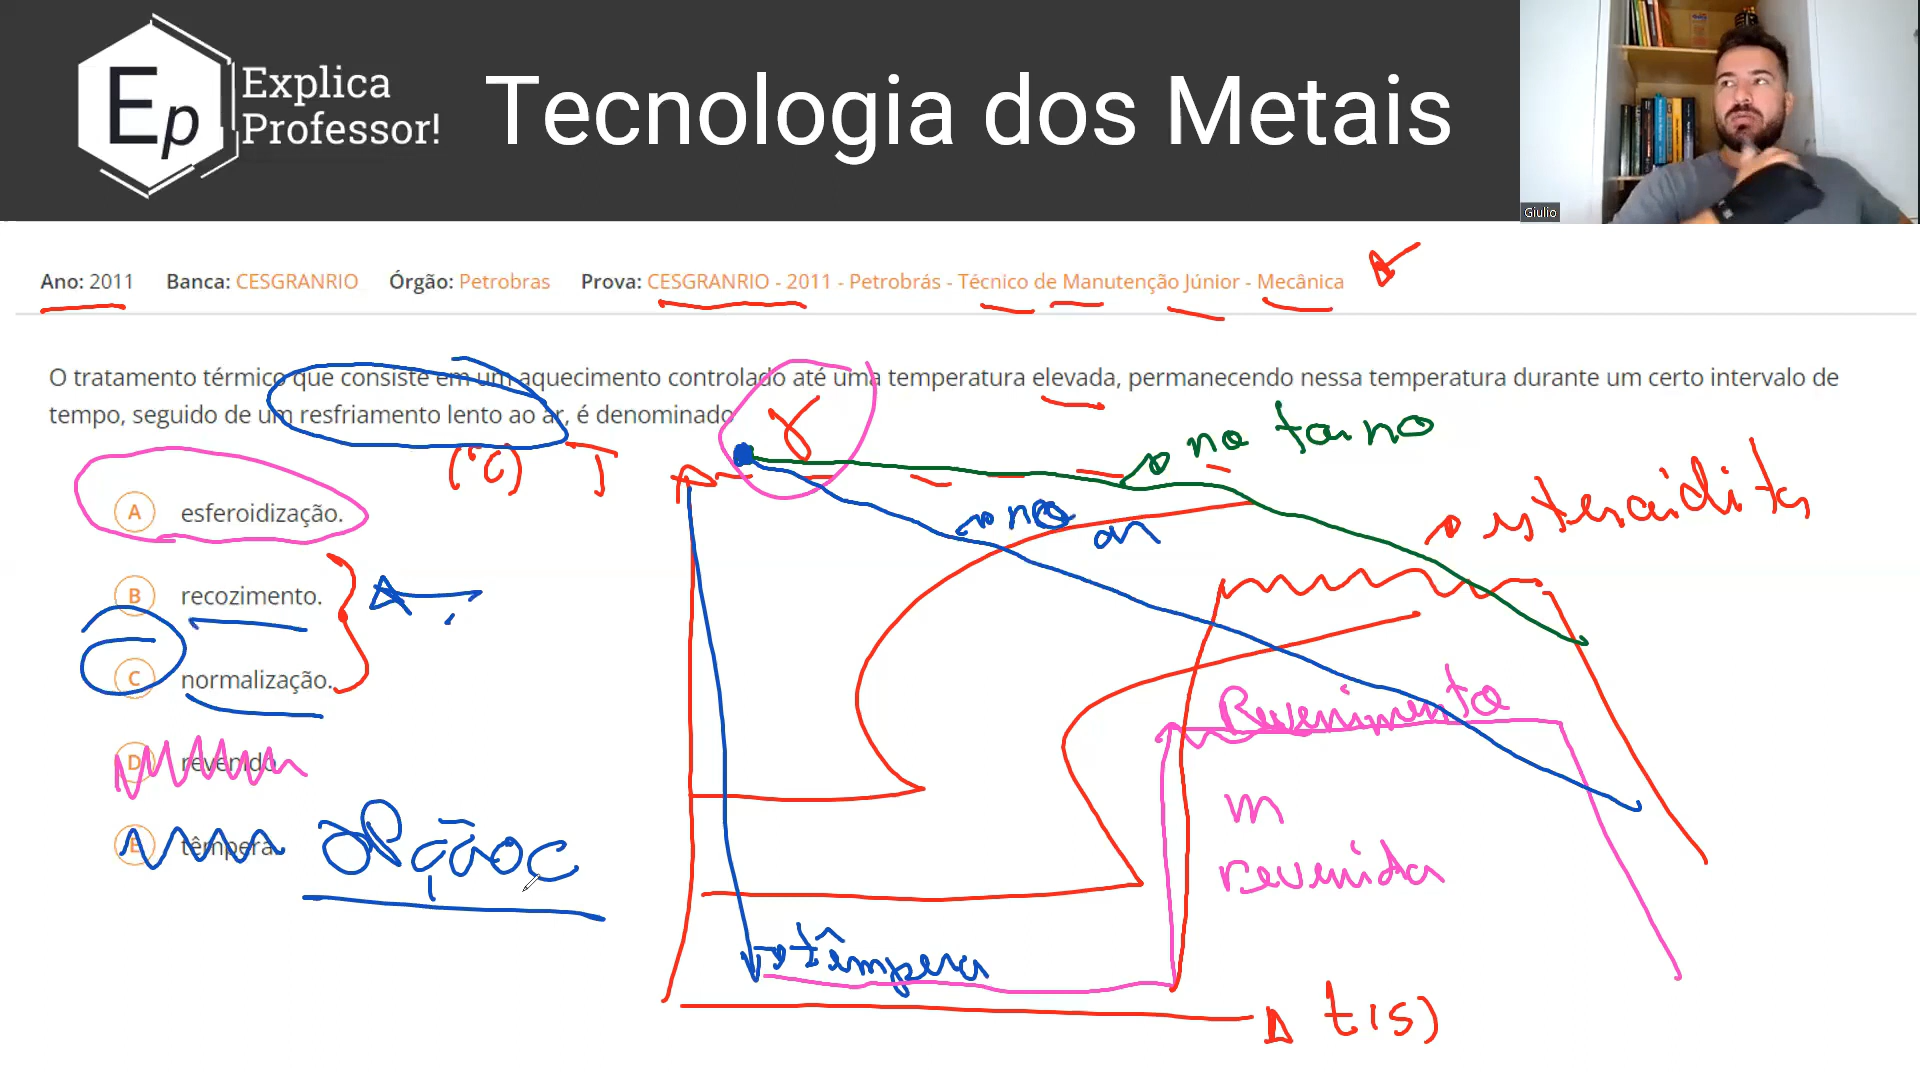 Ep Explica
Professor!
Tecnologia dos Metais
Giulio
Ano: 2011 Banca: CESGRANRIO Órgão: Petrobras Prova: CESGRANRIO - 2011 - Petrobrás - Técnico de Manutenção Júnior - Mecânica
O tratamento térmico que consiste em um aquecimento controlado até uma temperatura elevada, permanecendo nessa temperatura durante um certo intervalo de
tempo, seguido de um resfriamento lento ao ar, é denominado
γ
no forno
(°C) T
A esferoidização.
no
ar
esferoidita
B recozimento.
C normalização.
Revenimento
D revenido.
m
revenida
E têmpera.
opção C
têmpera
t(s)